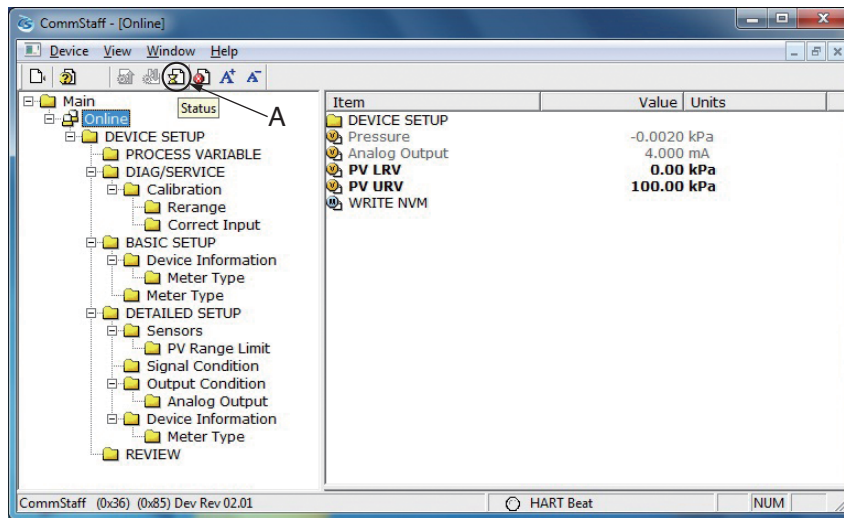 CommStaff - [Online]
Device View Window Help
A+ A-
Status
A
Main
Online
DEVICE SETUP
PROCESS VARIABLE
DIAG/SERVICE
Calibration
Rerange
Correct Input
BASIC SETUP
Device Information
Meter Type
Meter Type
DETAILED SETUP
Sensors
PV Range Limit
Signal Condition
Output Condition
Analog Output
Device Information
Meter Type
REVIEW
Item Value Units
DEVICE SETUP
Pressure -0.0020 kPa
Analog Output 4.000 mA
PV LRV 0.00 kPa
PV URV 100.00 kPa
WRITE NVM
CommStaff (0x36) (0x85) Dev Rev 02.01 HART Beat NUM